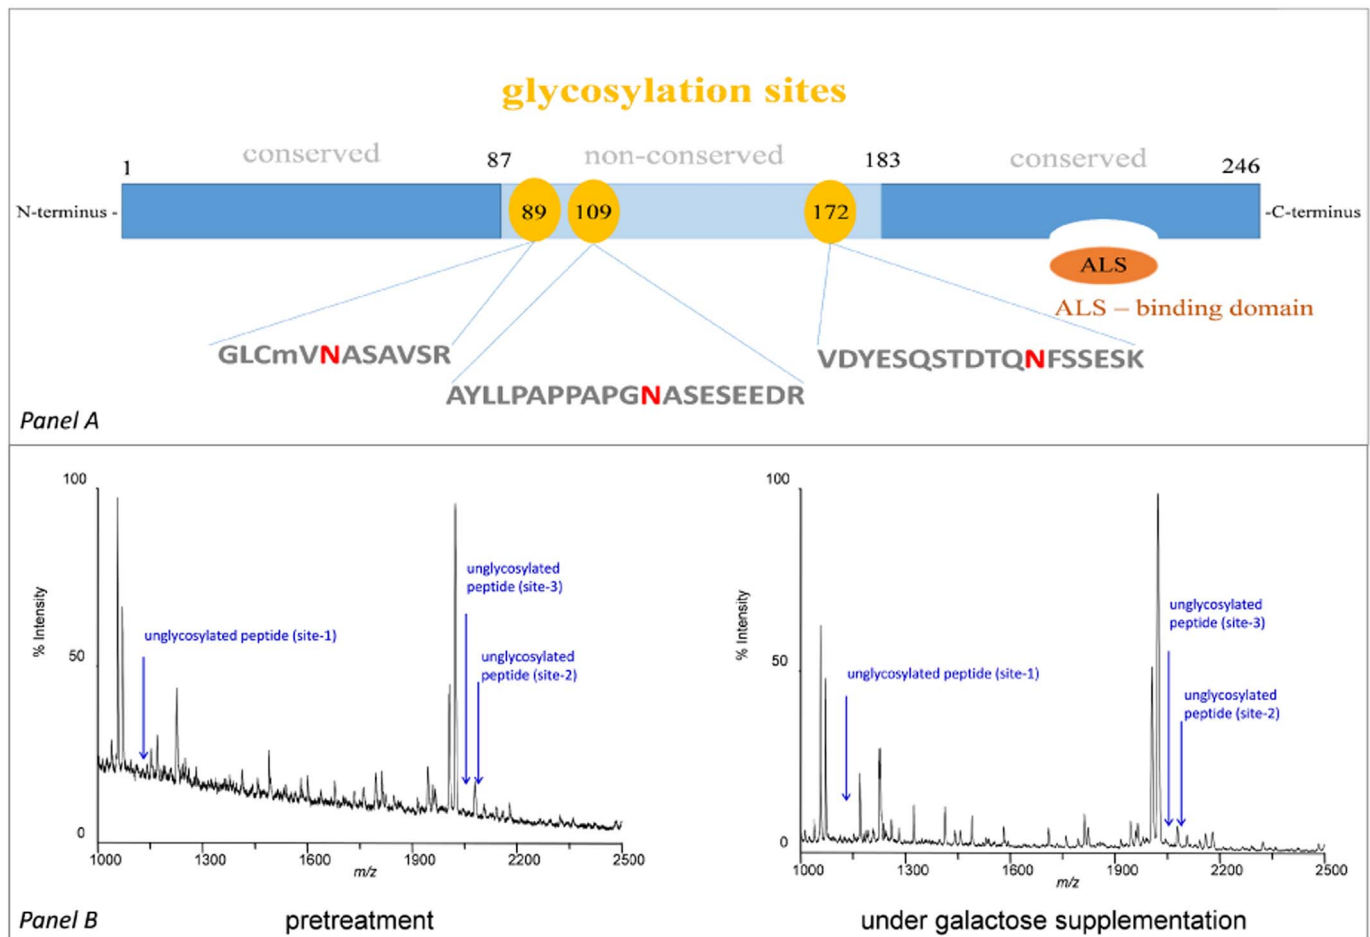 glycosylation sites
conserved
non-conserved
conserved
1
87
183
246
N-terminus -
89
109
172
-C-terminus
ALS
ALS – binding domain
GLCmVNASAVSR
VDYESQSTDTQNFSSESK
AYLLPAPPAPGNASESEEDR
Panel A
100
50
0
% Intensity
unglycosylated peptide (site-1)
unglycosylated
peptide (site-3)
unglycosylated
peptide (site-2)
1000
1300
1600
1900
2200
2500
m/z
100
50
0
% Intensity
unglycosylated peptide (site-1)
unglycosylated
peptide (site-3)
unglycosylated
peptide (site-2)
1000
1300
1600
1900
2200
2500
m/z
Panel B
pretreatment
under galactose supplementation